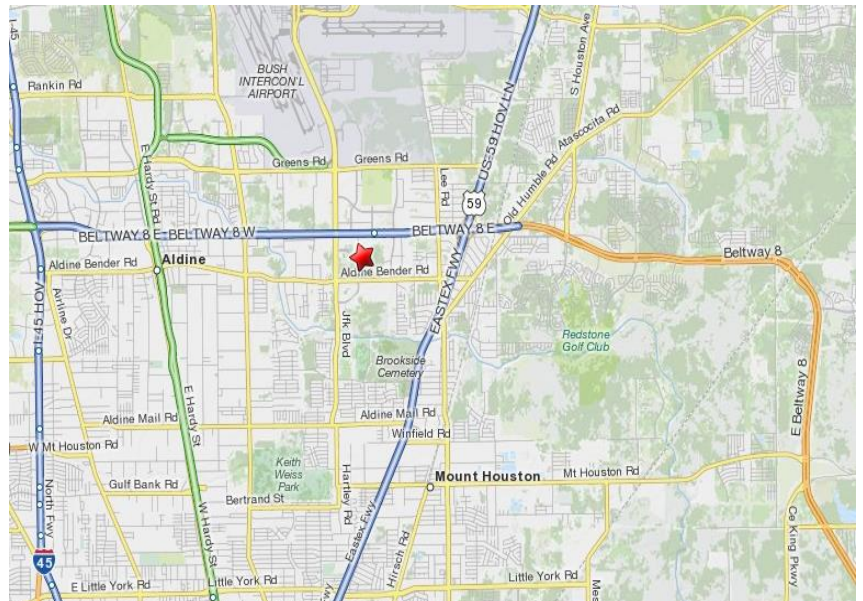 I-45
Rankin Rd
BUSH
INTERCON'L
AIRPORT
S Houston Ave
US-59 HOV LN
Atascocita Rd
E Hardy St Rd
Greens Rd
Greens Rd
Lee Rd
Old Humble Rd
59
BELTWAY 8 E-BELTWAY 8 W
BELTWAY 8 E
Beltway 8
Aldine Bender Rd
Aldine
Aldine Bender Rd
I-45 HOV
Airline Dr
Jfk Blvd
EASTEX FWY
Redstone
Golf Club
Brookside
Cemetery
E Hardy St
E Beltway 8
Aldine Mail Rd
Aldine Mail Rd
W Mt Houston Rd
Winfield Rd
Keith
Weiss
Park
Mount Houston
Mt Houston Rd
Gulf Bank Rd
Hartley Rd
Bertrand St
North Fwy
W Hardy St
Eastex Fwy
Hirsch Rd
Ce King Pkwy
45
E Little York Rd
Little York Rd
Little York Rd
wy
Mes